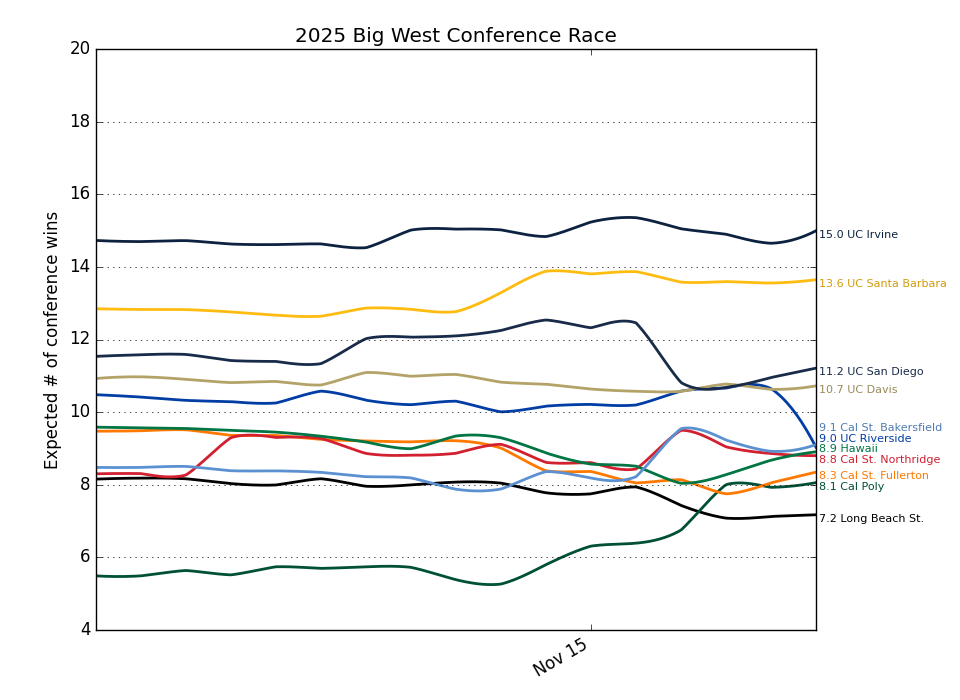 2025 Big West Conference Race
Expected # of conference wins
20
18
16
14
12
10
8
6
4
15.0 UC Irvine
13.6 UC Santa Barbara
11.2 UC San Diego
10.7 UC Davis
9.1 Cal St. Bakersfield
9.0 UC Riverside
8.9 Hawaii
8.8 Cal St. Northridge
8.3 Cal St. Fullerton
8.1 Cal Poly
7.2 Long Beach St.
Nov 15